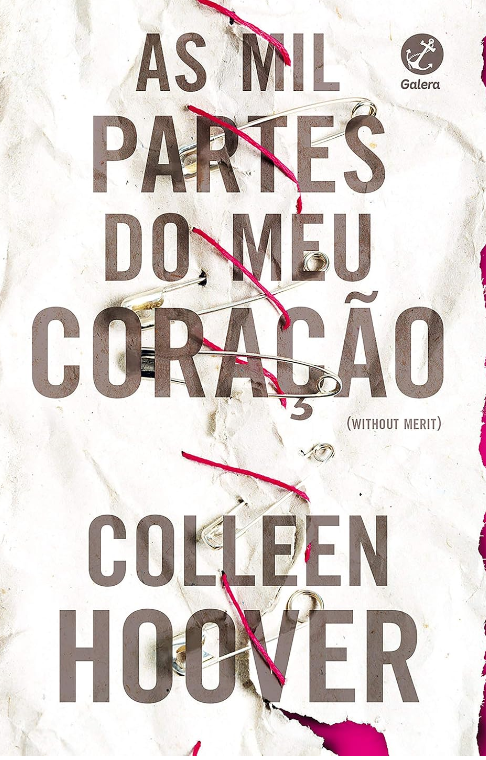 AS MIL
Galera
PARTES
DO MEU
CORAÇÃO
(WITHOUT MERIT)
COLLEEN
HOOVER